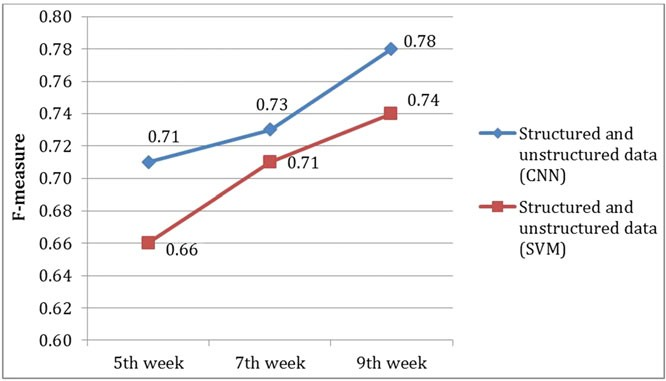 0.80
0.78
0.76
0.74
0.72
0.70
0.68
0.66
0.64
0.62
0.60
F-measure
0.71
0.73
0.78
0.66
0.71
0.74
5th week
7th week
9th week
Structured and
unstructured data
(CNN)
Structured and
unstructured data
(SVM)